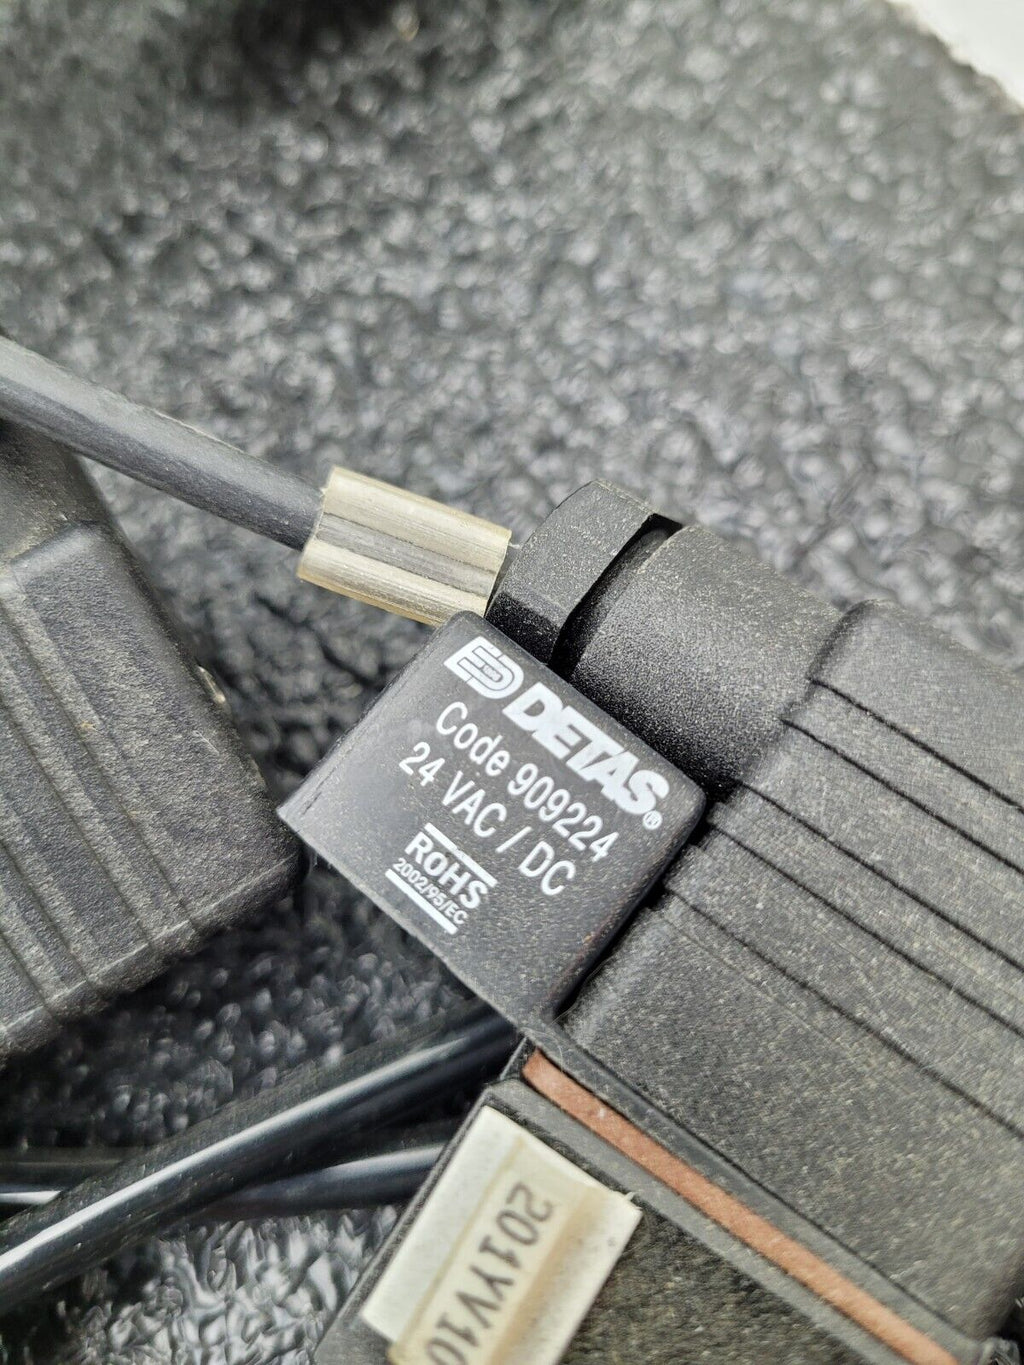 DETAS®
Code 909224
24 VAC / DC
ROHS
2002/95/EC
201YV10